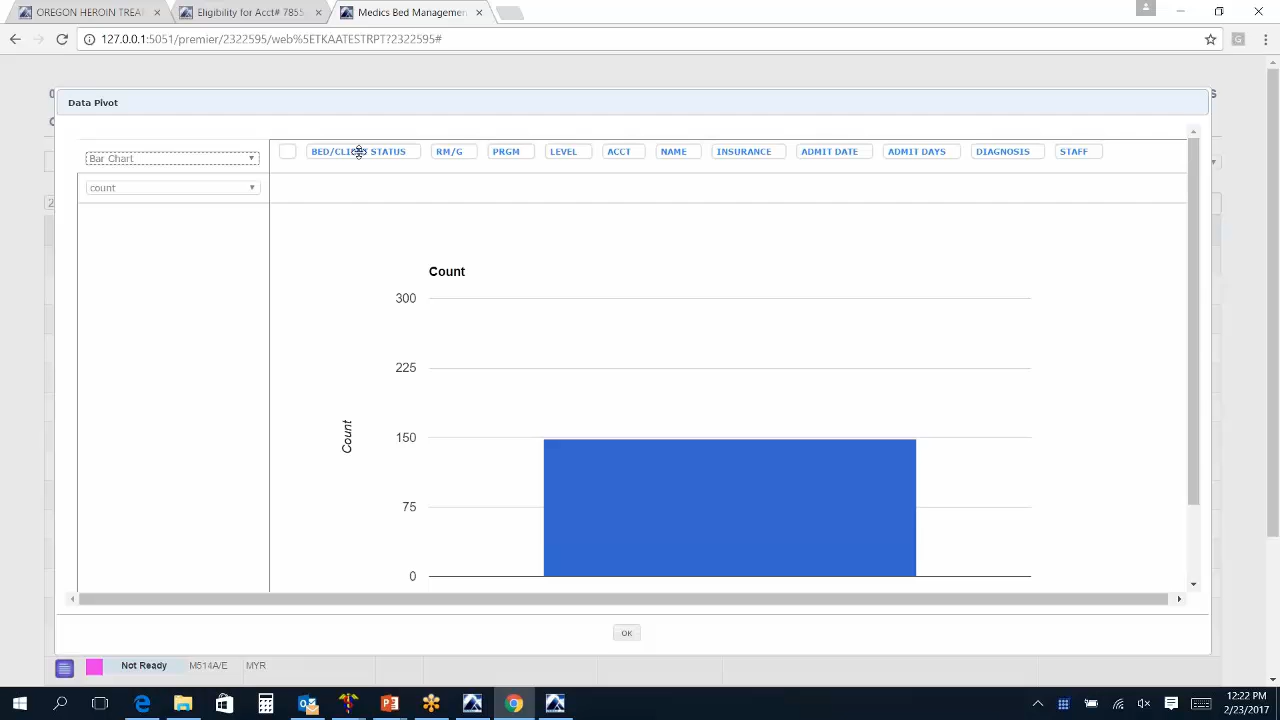 OREGON HEROIN TREAT
Eligibility for Acct# 7855
Medics Bed Managemen
127.0.0.1:5051/premier/2322595/web%5ETKAATESTRPT?2322595#
Data Pivot
Bar Chart
BED/CLIENT STATUS RM/G PRGM LEVEL ACCT NAME INSURANCE ADMIT DATE ADMIT DAYS DIAGNOSIS STAFF
count
Count
300
225
150
75
0
Count
OK
Not Ready M514A/E MYR
12:22 PM
2/23/2017